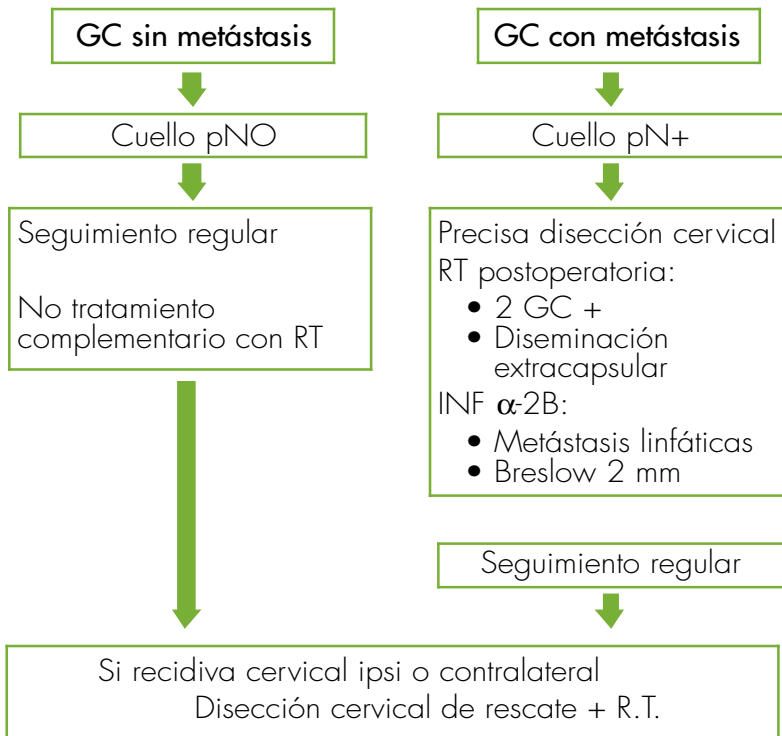 GC sin metástasis
Cuello pNO
Seguimiento regular
No tratamiento
complementario con RT
GC con metástasis
Cuello pN+
Precisa disección cervical
RT postoperatoria:
• 2 GC +
• Diseminación
extracapsular
INF α-2B:
• Metástasis linfáticas
• Breslow 2 mm
Seguimiento regular
Si recidiva cervical ipsi o contralateral
Disección cervical de rescate + R.T.